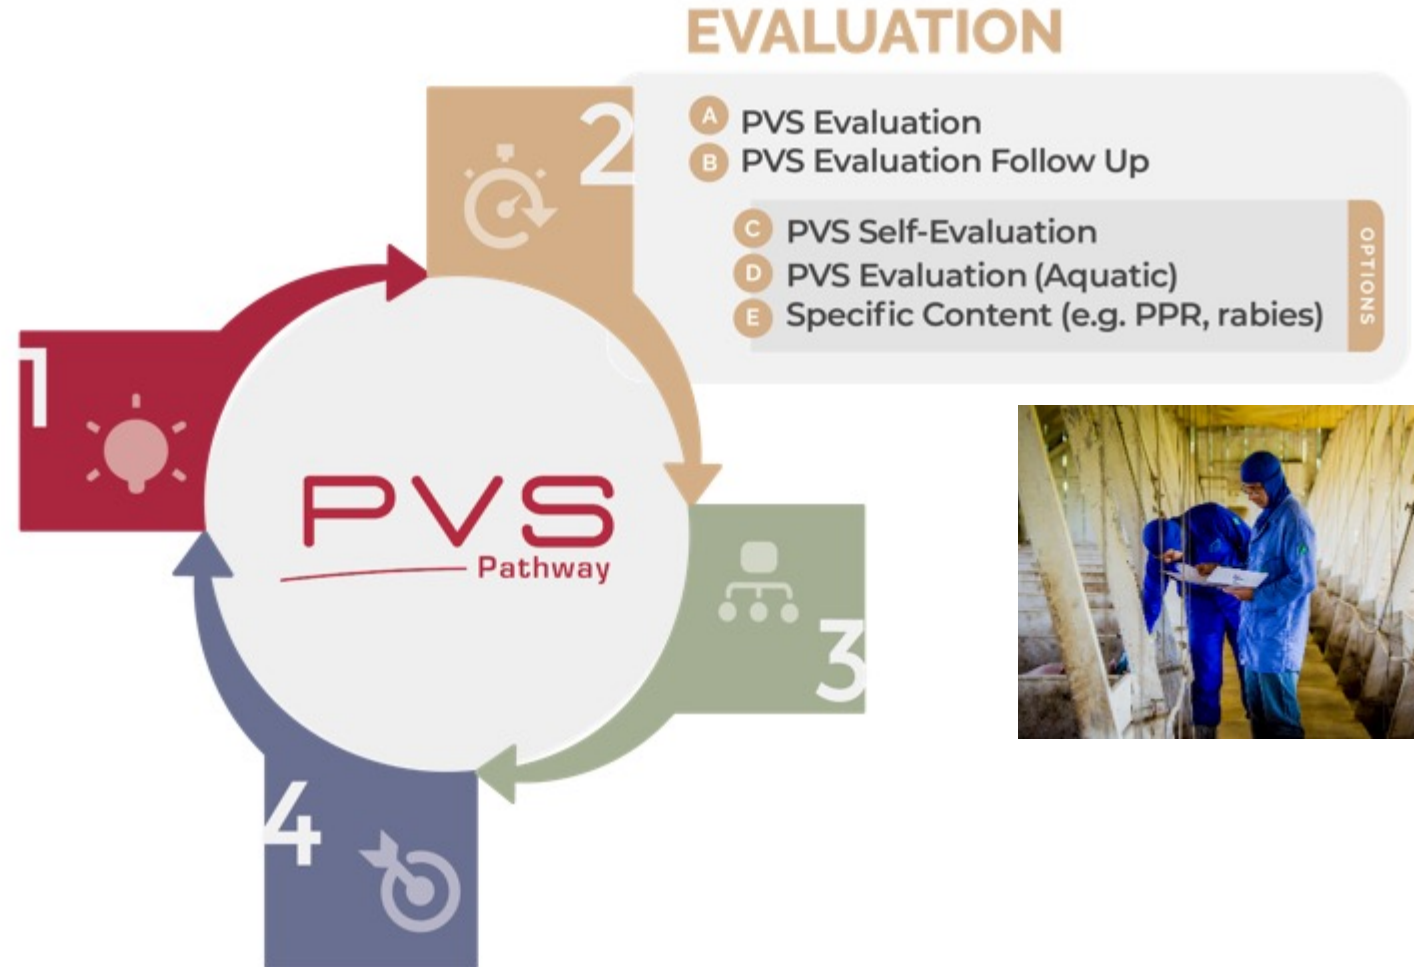 EVALUATION
2
A PVS Evaluation
B PVS Evaluation Follow Up
C PVS Self-Evaluation
D PVS Evaluation (Aquatic)
E Specific Content (e.g. PPR, rabies)
OPTIONS
1
PVS
Pathway
3
4